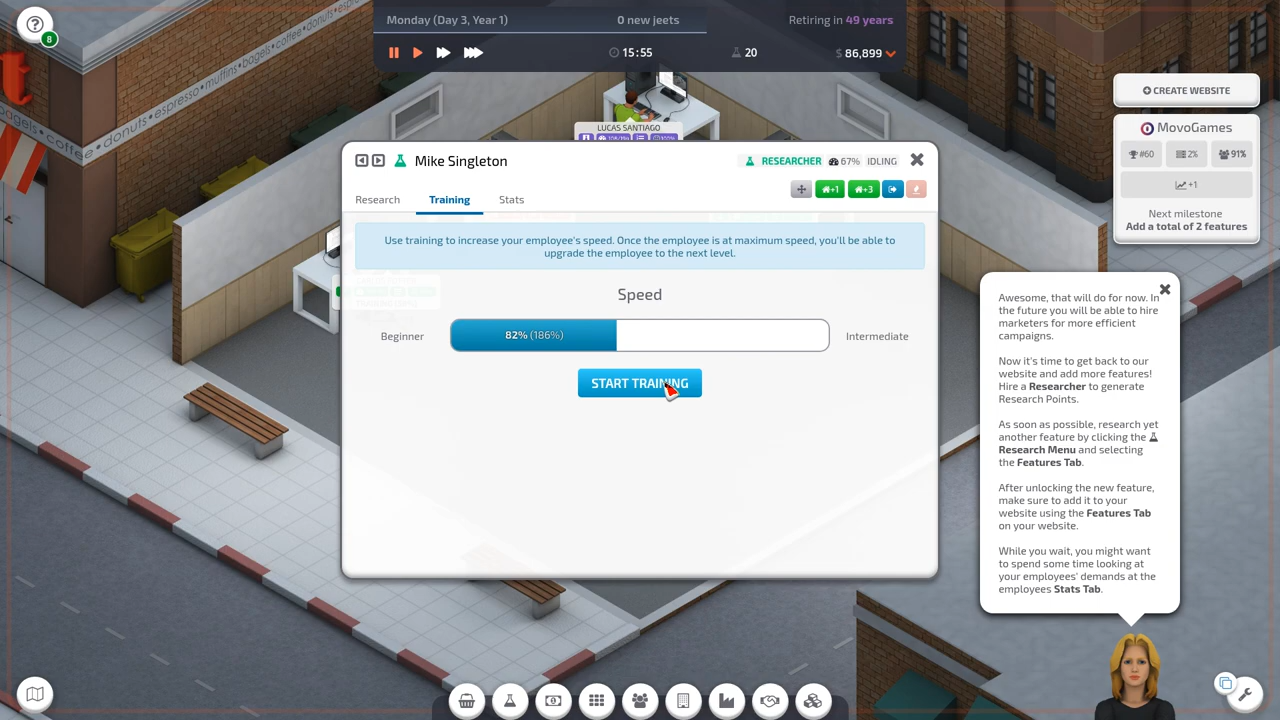 8
Monday (Day 3, Year 1)
0 new jeets
Retiring in 49 years
15:55
20
$ 86,899
bagels • coffee • donuts • espresso • muffins • bagels • coffee
t
bagels • coffee • donuts • espresso
CREATE WEBSITE
MovoGames
#60
2%
91%
+1
Next milestone
Add a total of 2 features
LUCAS SANTIAGO
Mike Singleton
RESEARCHER
67%
IDLING
+1
+3
Research
Training
Stats
Use training to increase your employee's speed. Once the employee is at maximum speed, you'll be able to
upgrade the employee to the next level.
Speed
Beginner
82% (186%)
Intermediate
START TRAINING
Awesome, that will do for now. In
the future you will be able to hire
marketers for more efficient
campaigns.
Now it's time to get back to our
website and add more features!
Hire a Researcher to generate
Research Points.
As soon as possible, research yet
another feature by clicking the
Research Menu and selecting
the Features Tab.
After unlocking the new feature,
make sure to add it to your
website using the Features Tab
on your website.
While you wait, you might want
to spend some time looking at
your employees' demands at the
employees Stats Tab.